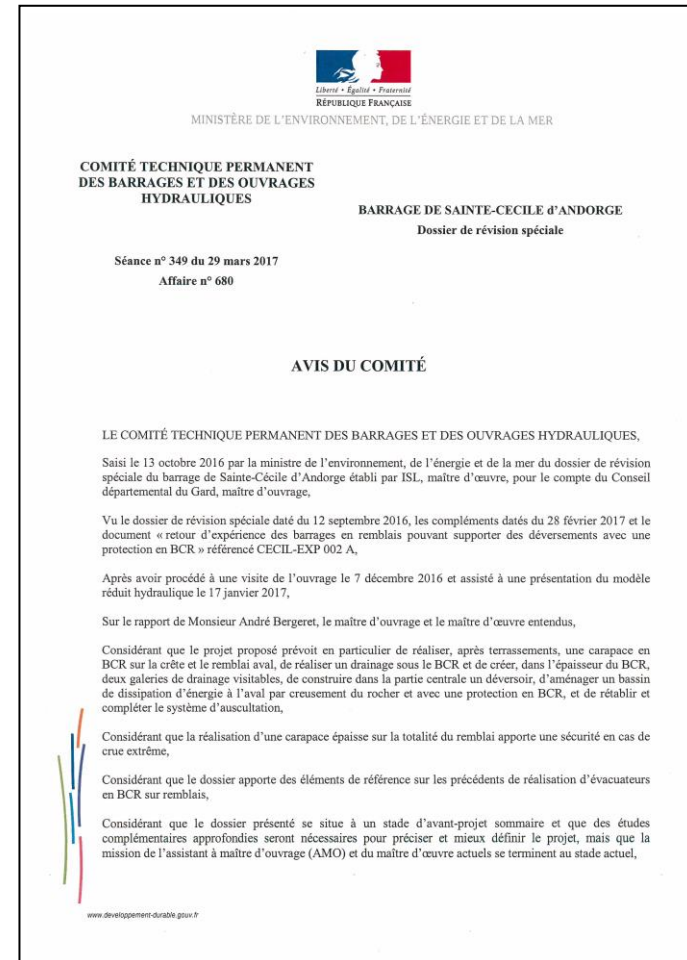 Liberté • Égalité • Fraternité
RÉPUBLIQUE FRANÇAISE
MINISTÈRE DE L'ENVIRONNEMENT, DE L'ÉNERGIE ET DE LA MER
COMITÉ TECHNIQUE PERMANENT
DES BARRAGES ET DES OUVRAGES
HYDRAULIQUES
BARRAGE DE SAINTE-CECILE d'ANDORGE
Dossier de révision spéciale
Séance n° 349 du 29 mars 2017
Affaire n° 680
AVIS DU COMITÉ
LE COMITÉ TECHNIQUE PERMANENT DES BARRAGES ET DES OUVRAGES HYDRAULIQUES,
Saisi le 13 octobre 2016 par la ministre de l'environnement, de l'énergie et de la mer du dossier de révision
spéciale du barrage de Sainte-Cécile d'Andorge établi par ISL, maître d'œuvre, pour le compte du Conseil
départemental du Gard, maître d'ouvrage,
Vu le dossier de révision spéciale daté du 12 septembre 2016, les compléments datés du 28 février 2017 et le
document « retour d'expérience des barrages en remblais pouvant supporter des déversements avec une
protection en BCR » référencé CECIL-EXP 002 A,
Après avoir procédé à une visite de l'ouvrage le 7 décembre 2016 et assisté à une présentation du modèle
réduit hydraulique le 17 janvier 2017,
Sur le rapport de Monsieur André Bergeret, le maître d'ouvrage et le maître d'œuvre entendus,
Considérant que le projet proposé prévoit en particulier de réaliser, après terrassements, une carapace en
BCR sur la crête et le remblai aval, de réaliser un drainage sous le BCR et de créer, dans l'épaisseur du BCR,
deux galeries de drainage visitables, de construire dans la partie centrale un déversoir, d'aménager un bassin
de dissipation d'énergie à l'aval par creusement du rocher et avec une protection en BCR, et de rétablir et
compléter le système d'auscultation,
Considérant que la réalisation d'une carapace épaisse sur la totalité du remblai apporte une sécurité en cas de
crue extrême,
Considérant que le dossier apporte des éléments de référence sur les précédents de réalisation d'évacuateurs
en BCR sur remblais,
Considérant que le dossier présenté se situe à un stade d'avant-projet sommaire et que des études
complémentaires approfondies seront nécessaires pour préciser et mieux définir le projet, mais que la
mission de l'assistant à maître d'ouvrage (AMO) et du maître d'œuvre actuels se terminent au stade actuel,
www.developpement-durable.gouv.fr